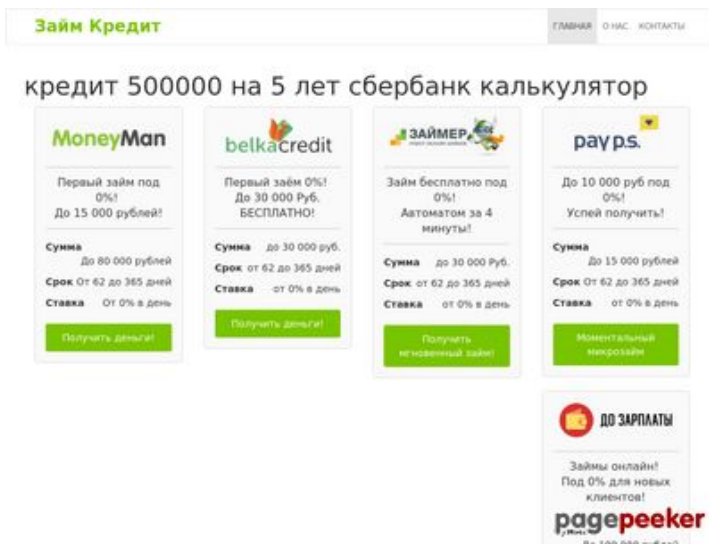 Займ Кредит
ГЛАВНАЯ О НАС КОНТАКТЫ
кредит 500000 на 5 лет сбербанк калькулятор
MoneyMan
Первый займ под
0%!
До 15 000 рублей!
Сумма
До 80 000 рублей
Срок От 62 до 365 дней
Ставка От 0% в день
Получить деньги!
belkacredit
Первый заём 0%!
До 30 000 Руб.
БЕСПЛАТНО!
Сумма до 30 000 руб.
Срок от 62 до 365 дней
Ставка от 0% в день
Получить деньги!
ЗАЙМЕР
Займ бесплатно под
0%!
Автоматом за 4
минуты!
Сумма до 30 000 Руб.
Срок от 62 до 365 дней
Ставка от 0% в день
Получить
мгновенный займ!
pay p.s.
До 10 000 руб под
0%!
Успей получить!
Сумма
До 15 000 рублей
Срок От 62 до 365 дней
Ставка от 0% в день
Моментальный
микрозайм
ДО ЗАРПЛАТЫ
Займы онлайн!
Под 0% для новых
клиентов!
pagepeeker